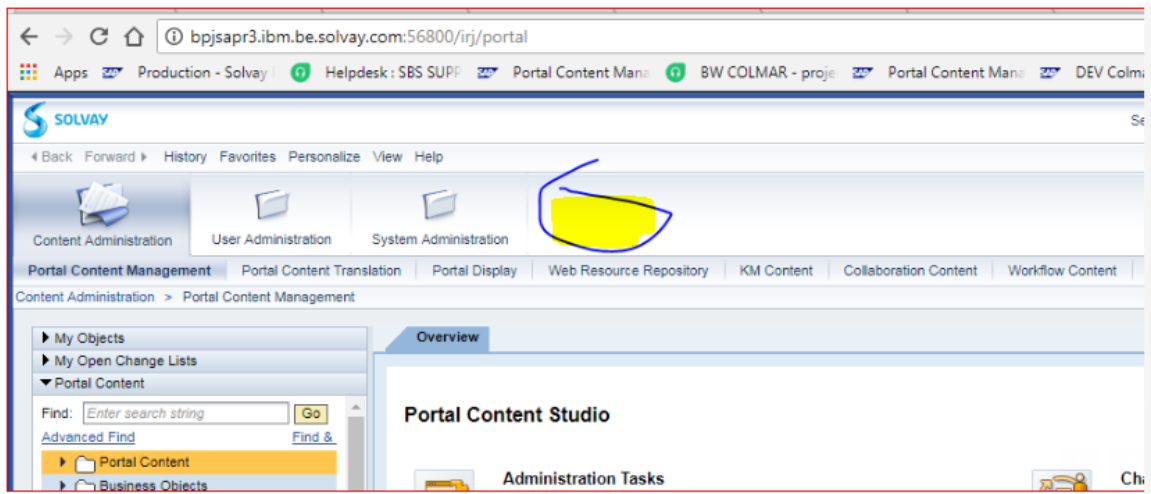 bpjsapr3.ibm.be.solvay.com:56800/irj/portal
Apps Production - Solvay Helpdesk : SBS SUPP Portal Content Mana BW COLMAR - proje Portal Content Mana DEV Colma
SOLVAY Se
Back Forward History Favorites Personalize View Help
Content Administration User Administration System Administration
Portal Content Management Portal Content Translation Portal Display Web Resource Repository KM Content Collaboration Content Workflow Content
Content Administration > Portal Content Management
My Objects Overview
My Open Change Lists
Portal Content
Find: Enter search string Go
Portal Content Studio
Advanced Find Find &
Portal Content
Administration Tasks Ch
Business Objects